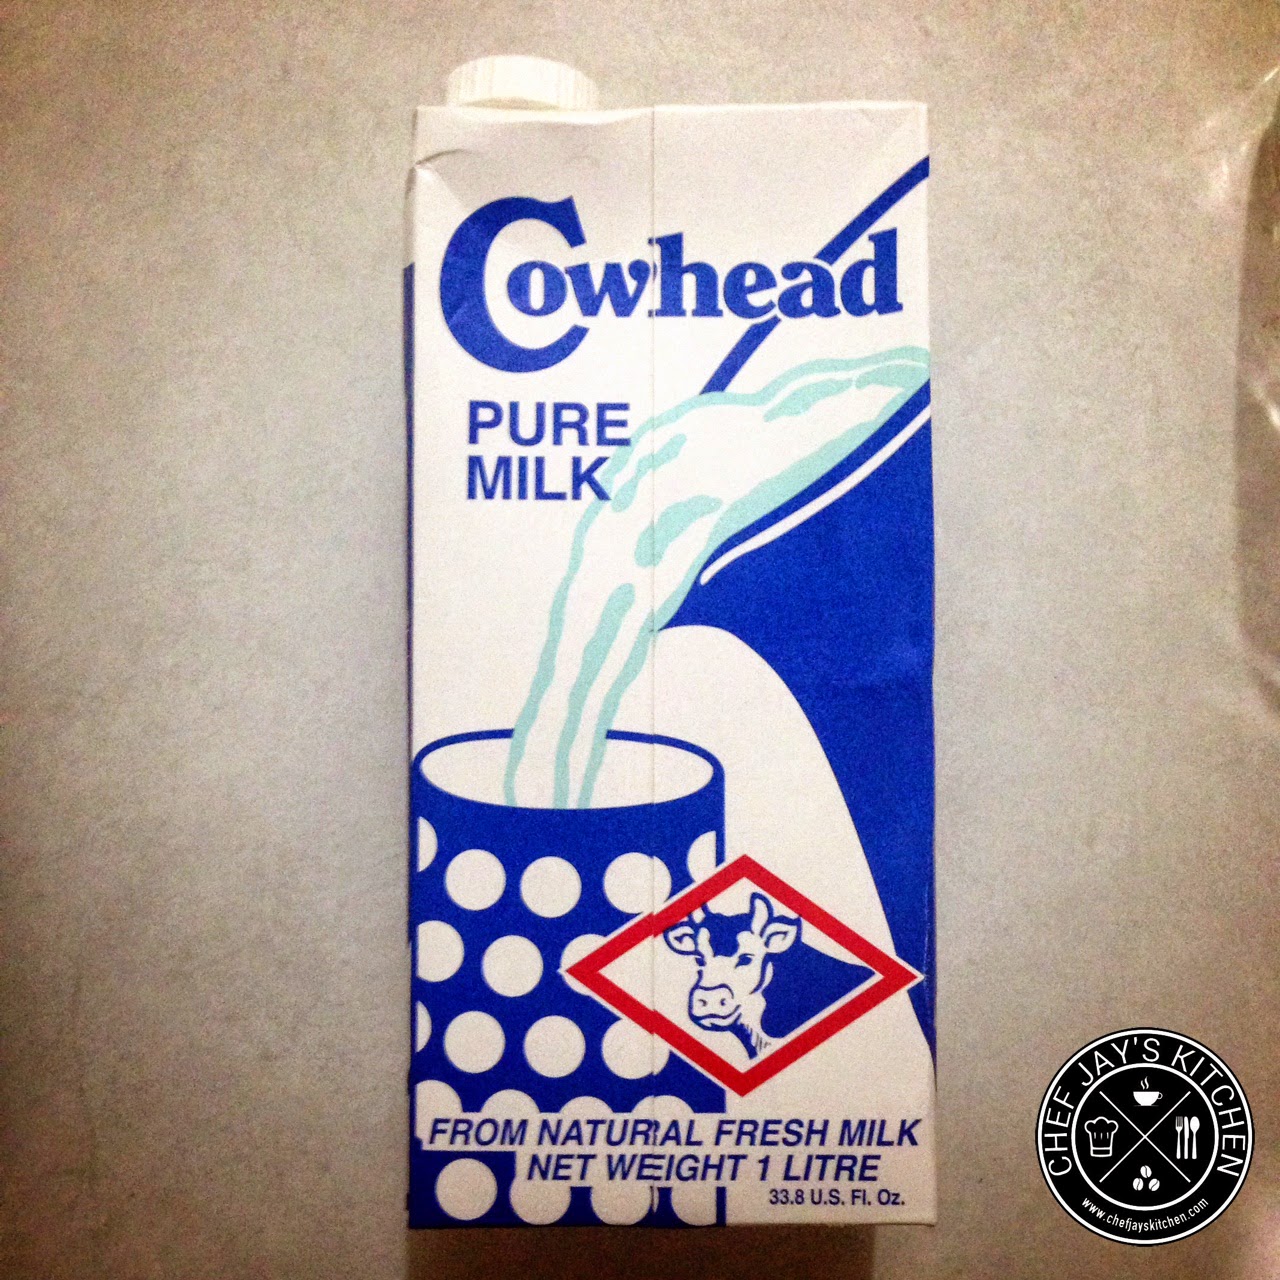 Cowhead
PURE
MILK
FROM NATURAL FRESH MILK
NET WEIGHT 1 LITRE
33.8 U.S. Fl. Oz.
CHEF JAY'S KITCHEN
www.chefjayskitchen.com